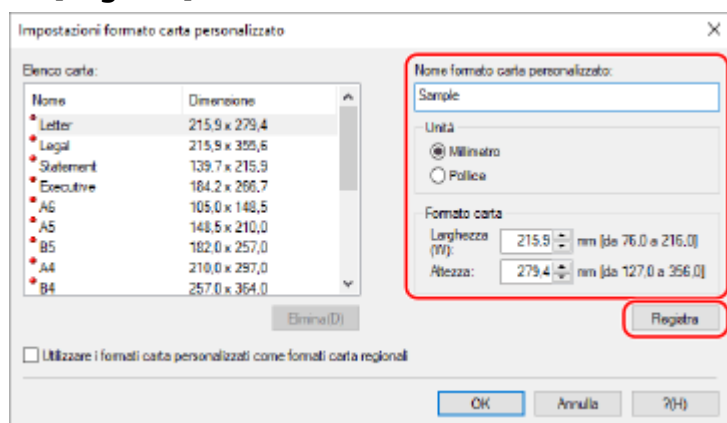 Impostazioni formato carta personalizzato
Elenco carta:
Nome Dimensione
Letter 215,9 x 279,4
Legal 215,9 x 355,6
Statement 139,7 x 215,9
Executive 184,2 x 266,7
A6 105,0 x 148,5
A5 148,5 x 210,0
B5 182,0 x 257,0
A4 210,0 x 297,0
B4 257,0 x 364,0
Elimina(D)
Nome formato carta personalizzato:
Sample
Unità
Millimetro
Pollice
Formato carta
Larghezza (W): 215,9 mm [da 76,0 a 216,0]
Altezza: 279,4 mm [da 127,0 a 356,0]
Registra
Utilizzare i formati carta personalizzati come formati carta regionali
OK Annulla ?(H)